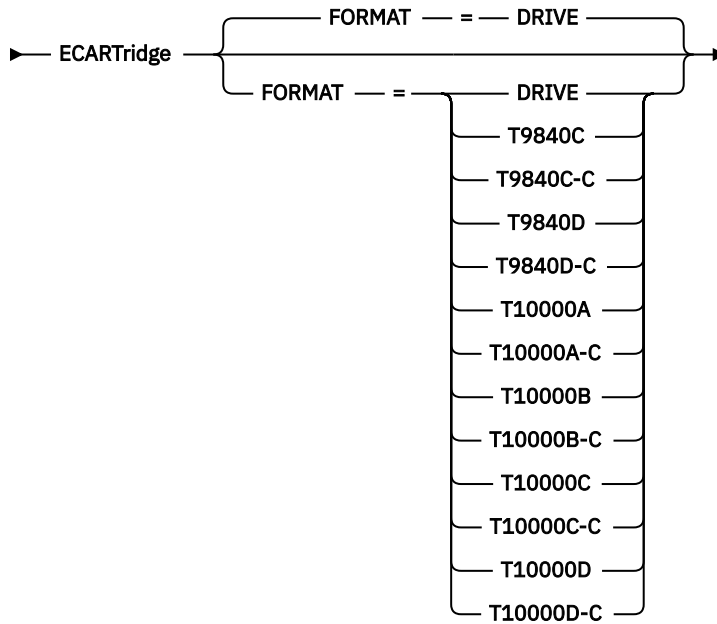 FORMAT = DRIVE
ECARTridge
FORMAT = DRIVE
T9840C
T9840C-C
T9840D
T9840D-C
T10000A
T10000A-C
T10000B
T10000B-C
T10000C
T10000C-C
T10000D
T10000D-C